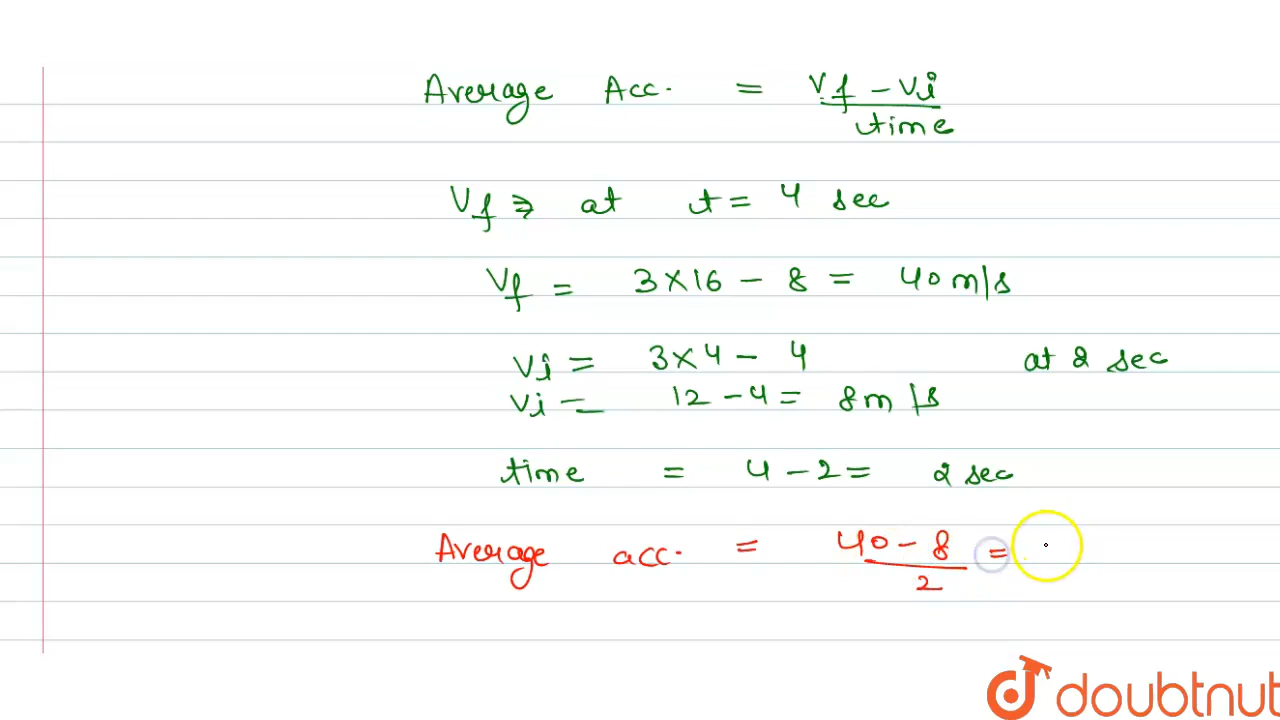 Average Acc. = Vf - Vi / time
Vf ⇒ at t = 4 sec
Vf = 3 × 16 - 8 = 40 m/s
Vi = 3 × 4 - 4 at 2 sec
Vi = 12 - 4 = 8 m/s
time = 4 - 2 = 2 sec
Average acc. = 40 - 8 / 2 =
doubtnut